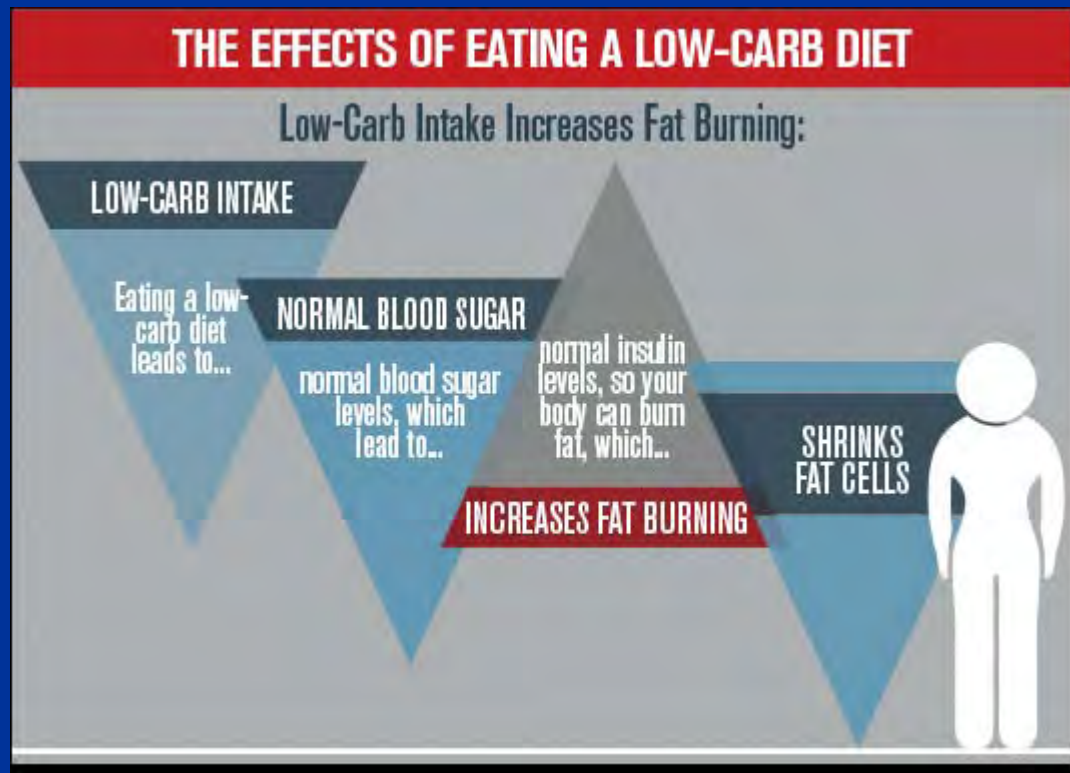 THE EFFECTS OF EATING A LOW-CARB DIET
Low-Carb Intake Increases Fat Burning:
LOW-CARB INTAKE
Eating a low-
carb diet
leads to...
NORMAL BLOOD SUGAR
normal blood sugar
levels, which
lead to...
normal insulin
levels, so your
body can burn
fat, which...
INCREASES FAT BURNING
SHRINKS
FAT CELLS